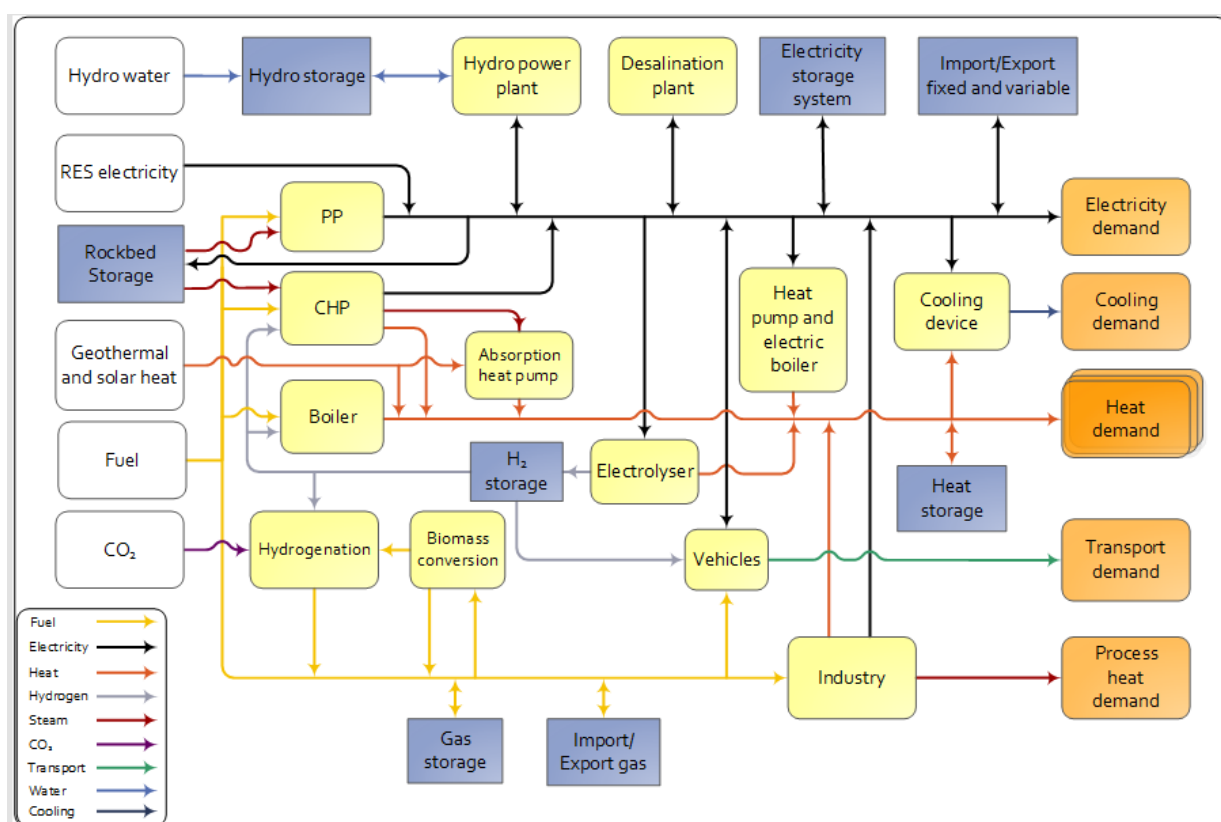 Hydro water
Hydro storage
Hydro power
plant
Desalination
plant
Electricity
storage
system
Import/Export
fixed and variable
RES electricity
PP
Electricity
demand
Rockbed
Storage
CHP
Heat
pump and
electric
boiler
Cooling
device
Cooling
demand
Geothermal
and solar heat
Absorption
heat pump
Boiler
Heat
demand
Fuel
H₂
storage
Electrolyser
Heat
storage
CO₂
Hydrogenation
Biomass
conversion
Vehicles
Transport
demand
Industry
Process
heat
demand
Gas
storage
Import/
Export gas
Fuel
Electricity
Heat
Hydrogen
Steam
CO₂
Transport
Water
Cooling